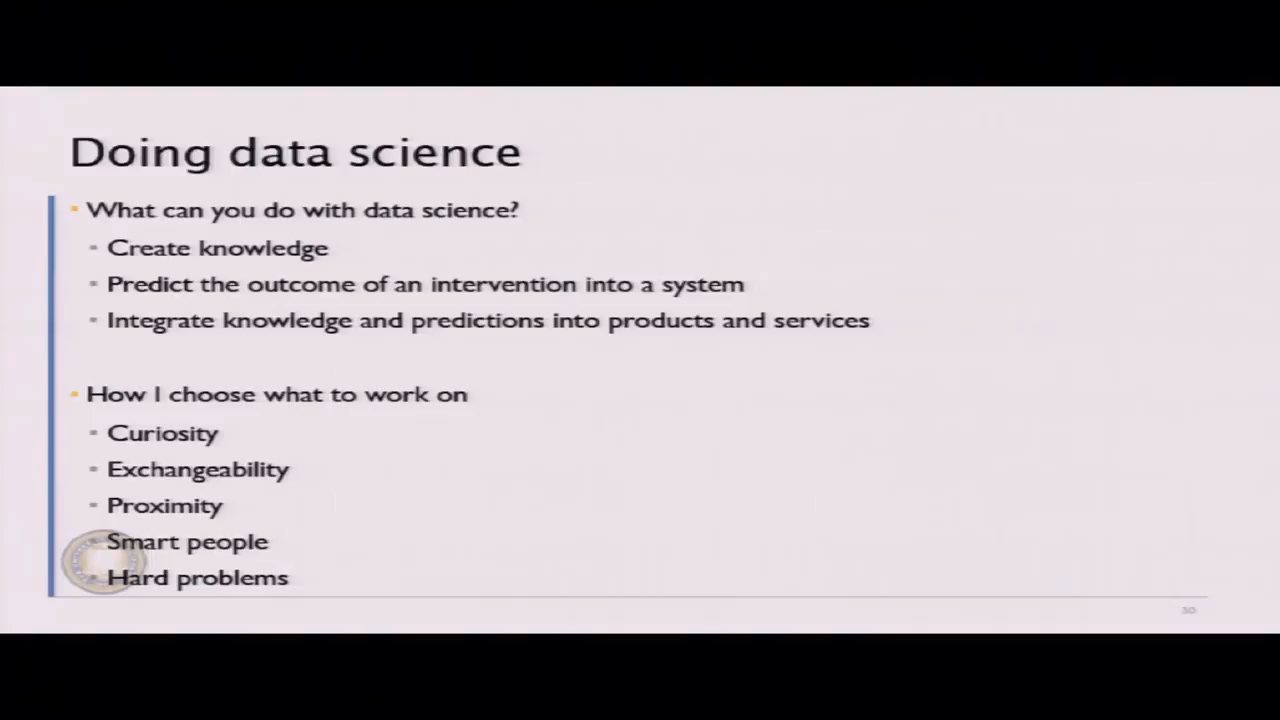 Doing data science
What can you do with data science?
Create knowledge
Predict the outcome of an intervention into a system
Integrate knowledge and predictions into products and services
How I choose what to work on
Curiosity
Exchangeability
Proximity
Smart people
Hard problems
30